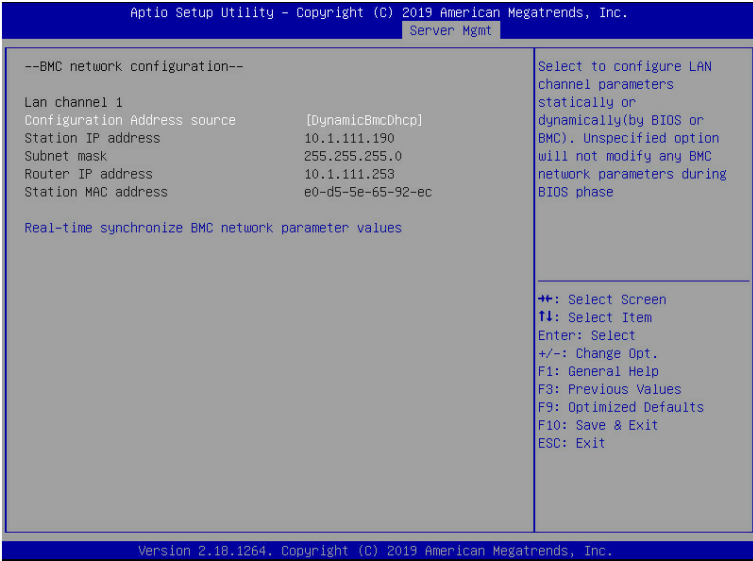 Aptio Setup Utility – Copyright (C) 2019 American Megatrends, Inc.
Server Mgmt
--BMC network configuration--
Lan channel 1
Configuration Address source [DynamicBmcDhcp]
Station IP address 10.1.111.190
Subnet mask 255.255.255.0
Router IP address 10.1.111.253
Station MAC address e0-d5-5e-65-92-ec
Real-time synchronize BMC network parameter values
Select to configure LAN
channel parameters
statically or
dynamically(by BIOS or
BMC). Unspecified option
will not modify any BMC
network parameters during
BIOS phase
→←: Select Screen
↑↓: Select Item
Enter: Select
+/-: Change Opt.
F1: General Help
F3: Previous Values
F9: Optimized Defaults
F10: Save & Exit
ESC: Exit
Version 2.18.1264. Copyright (C) 2019 American Megatrends, Inc.